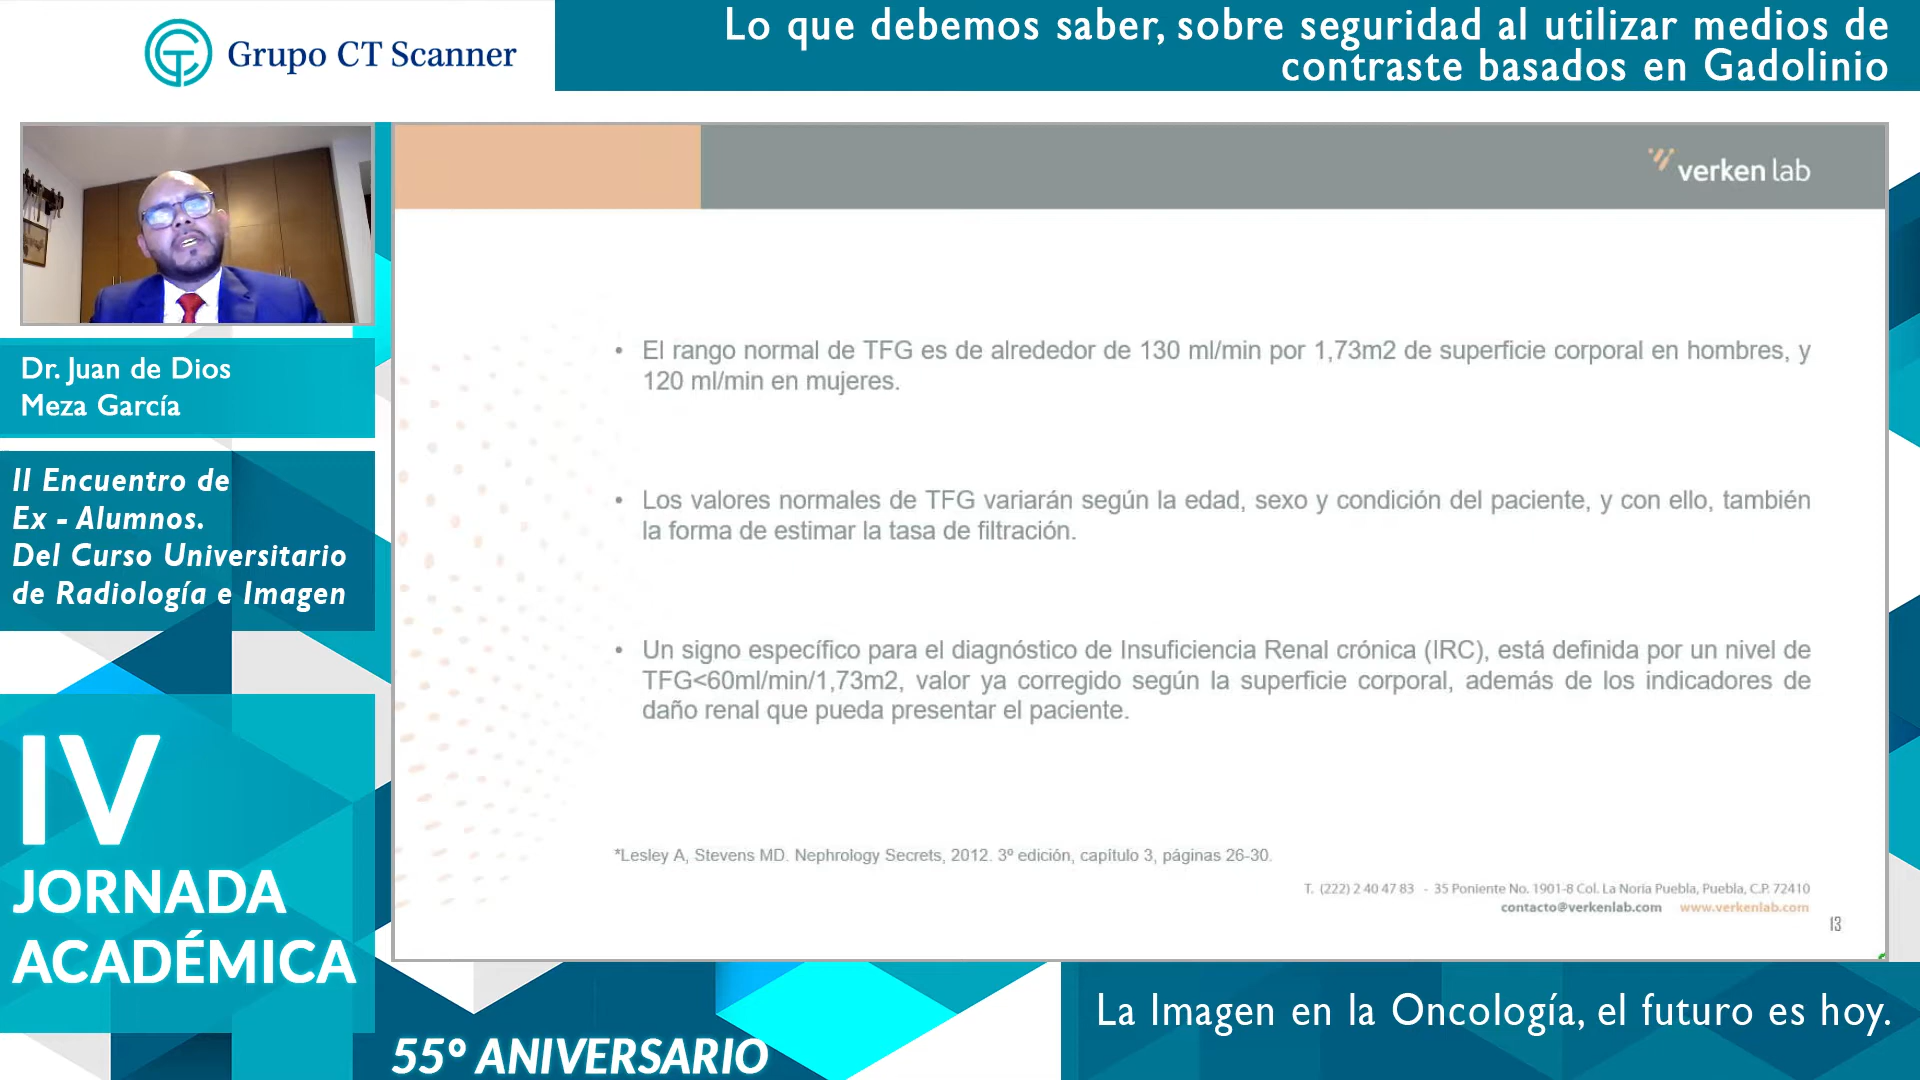 Grupo CT Scanner
Lo que debemos saber, sobre seguridad al utilizar medios de
contraste basados en Gadolinio
verken lab
Dr. Juan de Dios
Meza García
II Encuentro de
Ex - Alumnos.
Del Curso Universitario
de Radiología e Imagen
IV
JORNADA
ACADÉMICA
• El rango normal de TFG es de alrededor de 130 ml/min por 1,73m2 de superficie corporal en hombres, y
120 ml/min en mujeres.
• Los valores normales de TFG variarán según la edad, sexo y condición del paciente, y con ello, también
la forma de estimar la tasa de filtración.
• Un signo específico para el diagnóstico de Insuficiencia Renal crónica (IRC), está definida por un nivel de
TFG<60ml/min/1,73m2, valor ya corregido según la superficie corporal, además de los indicadores de
daño renal que pueda presentar el paciente.
*Lesley A, Stevens MD. Nephrology Secrets, 2012. 3º edición, capítulo 3, páginas 26-30.
T. (222) 2 40 47 83 - 35 Poniente No. 1901-8 Col. La Noria Puebla, Puebla, C.P. 72410
contacto@verkenlab.com www.verkenlab.com
13
55º ANIVERSARIO
La Imagen en la Oncología, el futuro es hoy.